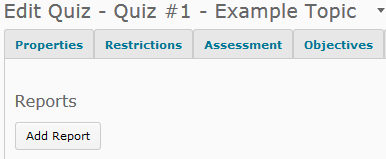 Edit Quiz - Quiz #1 - Example Topic
Properties Restrictions Assessment Objectives
Reports
Add Report